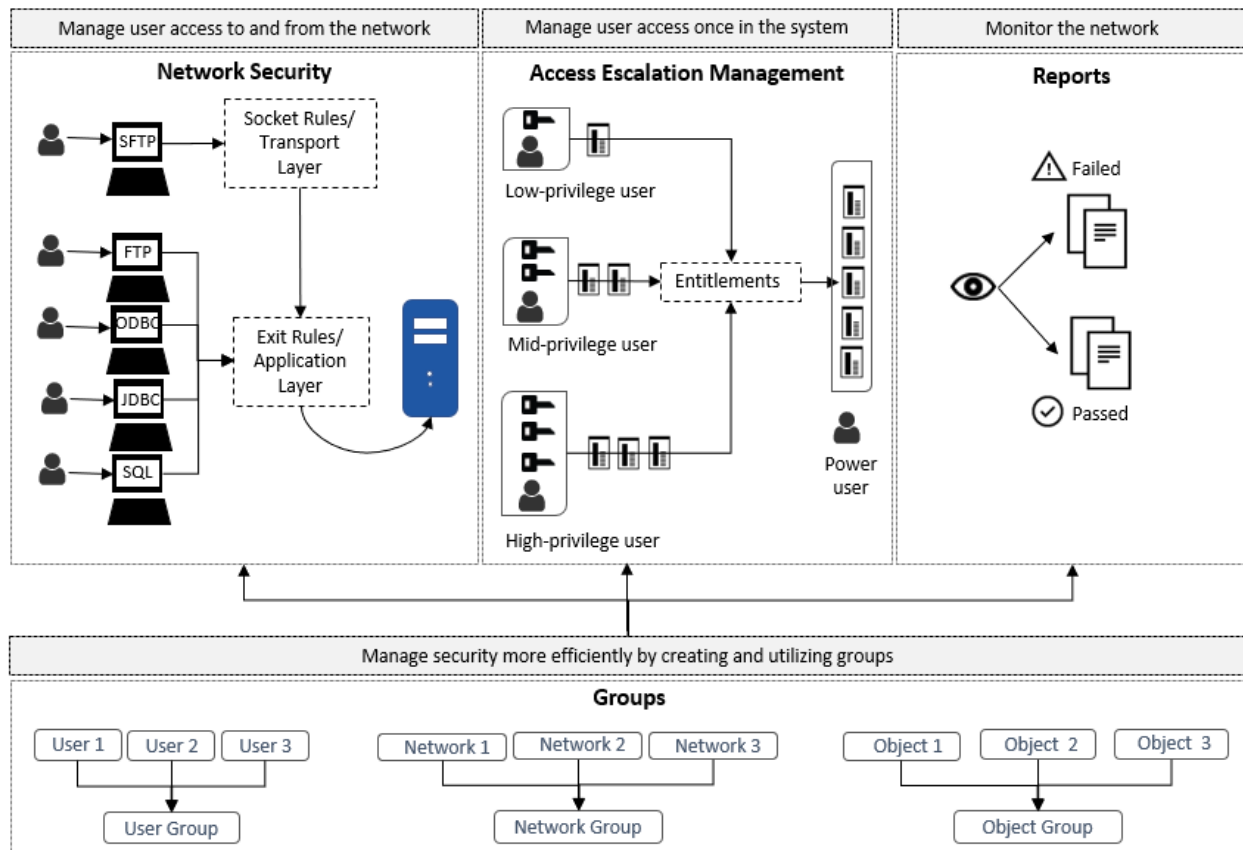 Manage user access to and from the network
Manage user access once in the system
Monitor the network
Network Security
Access Escalation Management
Reports
SFTP
Socket Rules/
Transport
Layer
FTP
ODBC
JDBC
SQL
Exit Rules/
Application
Layer
Low-privilege user
Mid-privilege user
High-privilege user
Entitlements
Power
user
Failed
Passed
Manage security more efficiently by creating and utilizing groups
Groups
User 1
User 2
User 3
User Group
Network 1
Network 2
Network 3
Network Group
Object 1
Object 2
Object 3
Object Group